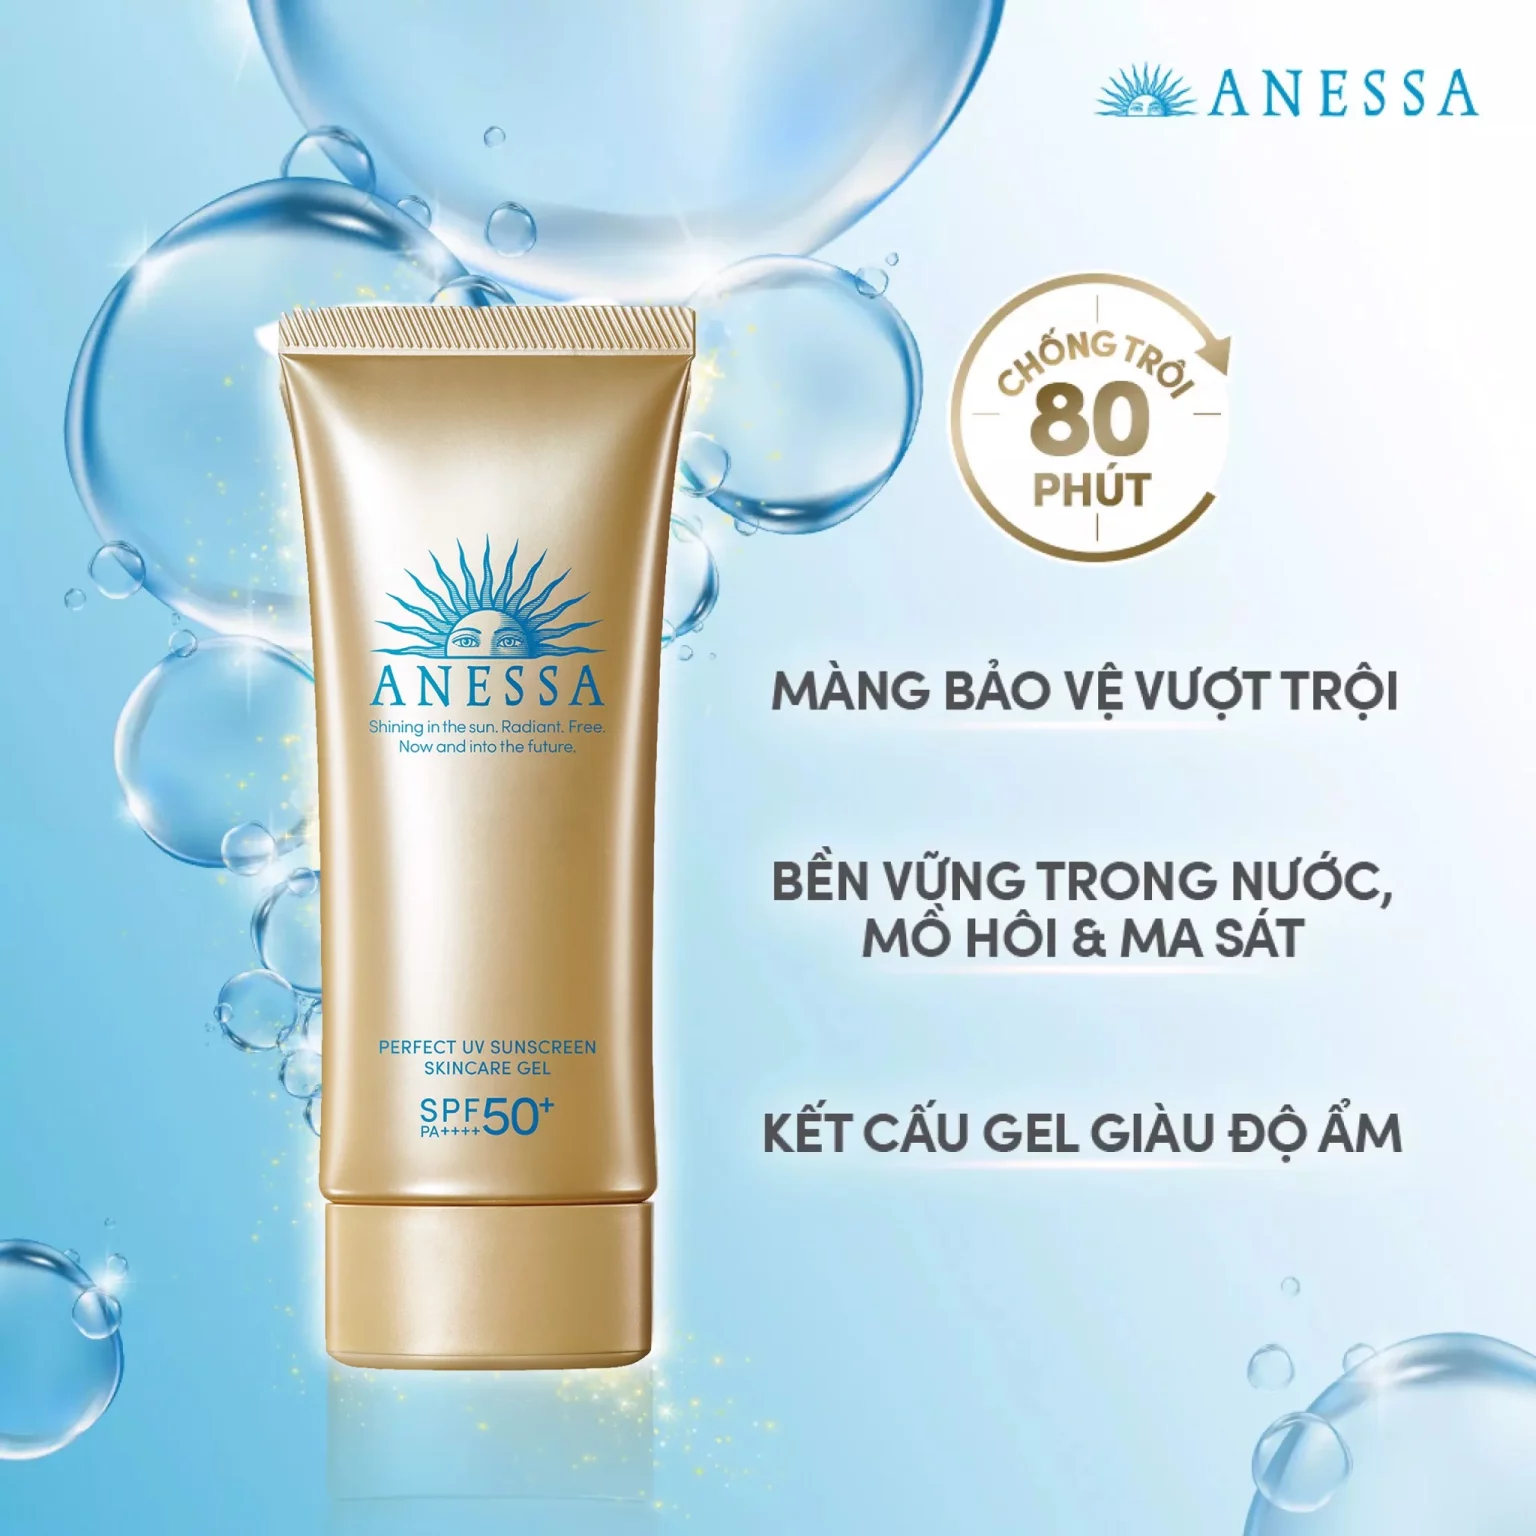 ANESSA
CHỐNG TRÔI
80
PHÚT
ANESSA
Shining in the sun. Radiant. Free.
Now and into the future.
MÀNG BẢO VỆ VƯỢT TRỘI
BỀN VỮNG TRONG NƯỚC,
MỒ HÔI & MA SÁT
PERFECT UV SUNSCREEN
SKINCARE GEL
SPF50+
PA++++
KẾT CẤU GEL GIÀU ĐỘ ẨM